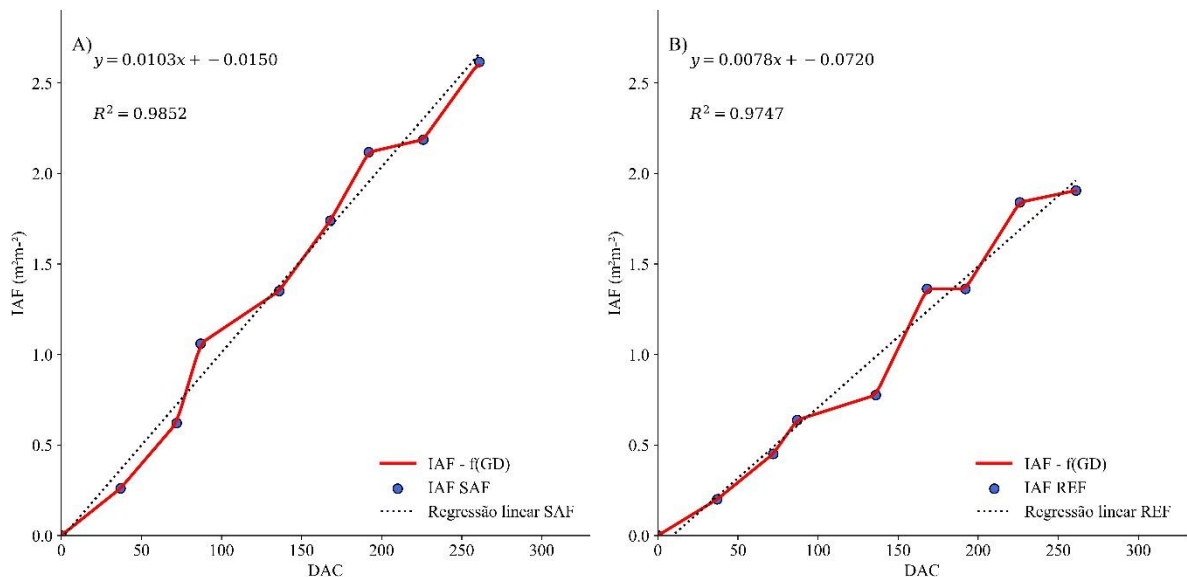 A)
y = 0.0103x + −0.0150
R² = 0.9852
IAF (m²m⁻²)
2.5
2.0
1.5
1.0
0.5
0.0
0 50 100 150 200 250 300
DAC
IAF - f(GD)
IAF SAF
Regressão linear SAF
B)
y = 0.0078x + −0.0720
R² = 0.9747
IAF (m²m⁻²)
2.5
2.0
1.5
1.0
0.5
0.0
0 50 100 150 200 250 300
DAC
IAF - f(GD)
IAF REF
Regressão linear REF